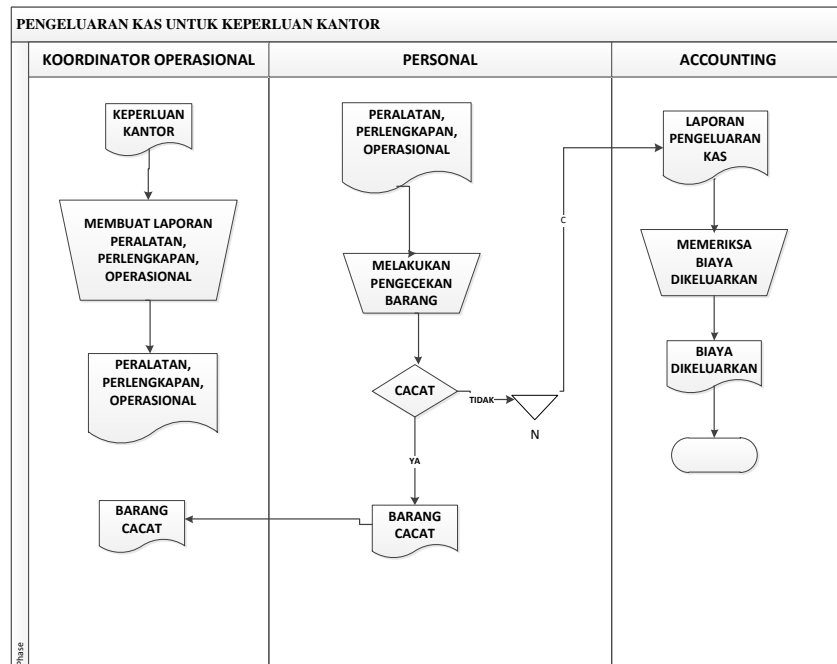 PENGELUARAN KAS UNTUK KEPERLUAN KANTOR
KOORDINATOR OPERASIONAL
PERSONAL
ACCOUNTING
KEPERLUAN
KANTOR
MEMBUAT LAPORAN
PERALATAN,
PERLENGKAPAN,
OPERASIONAL
PERALATAN,
PERLENGKAPAN,
OPERASIONAL
BARANG
CACAT
PERALATAN,
PERLENGKAPAN,
OPERASIONAL
MELAKUKAN
PENGECEKAN
BARANG
CACAT
TIDAK
N
YA
BARANG
CACAT
C
LAPORAN
PENGELUARAN
KAS
MEMERIKSA
BIAYA
DIKELUARKAN
BIAYA
DIKELUARKAN
Phase